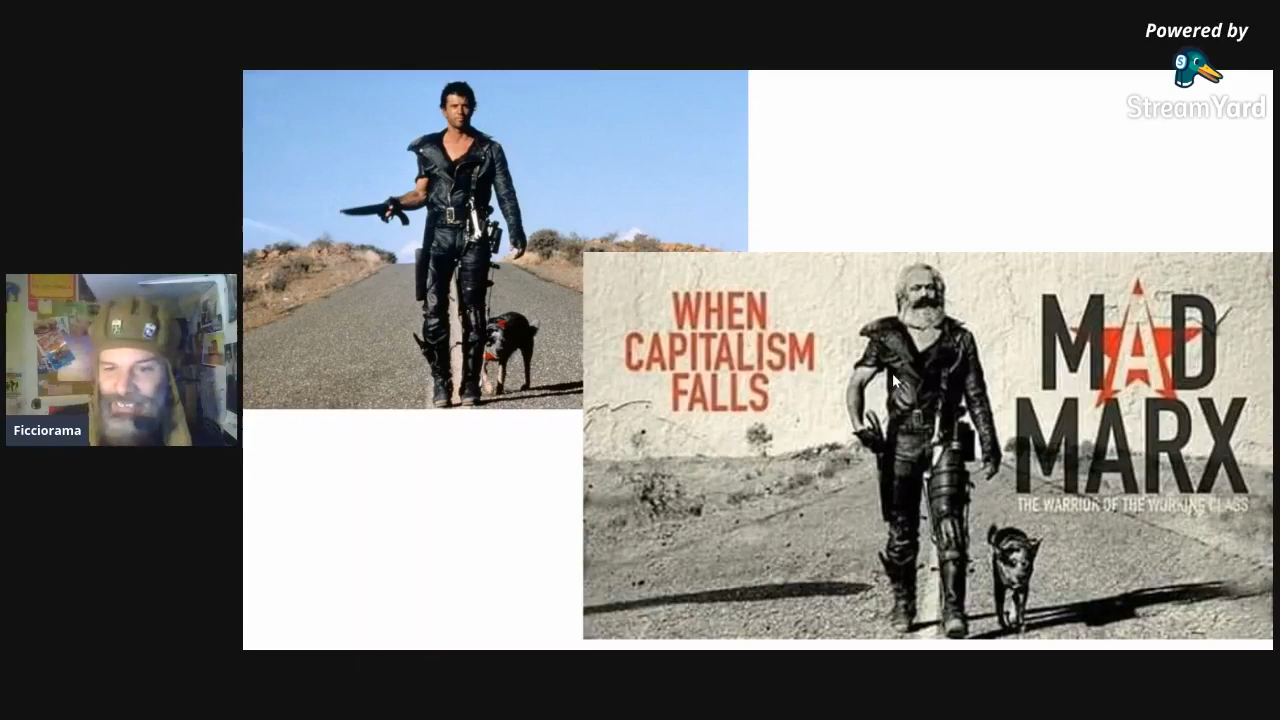 Powered by
StreamYard
WHEN
CAPITALISM
FALLS
MAD
MARX
THE WARRIOR OF THE WORKING CLASS
Ficciorama